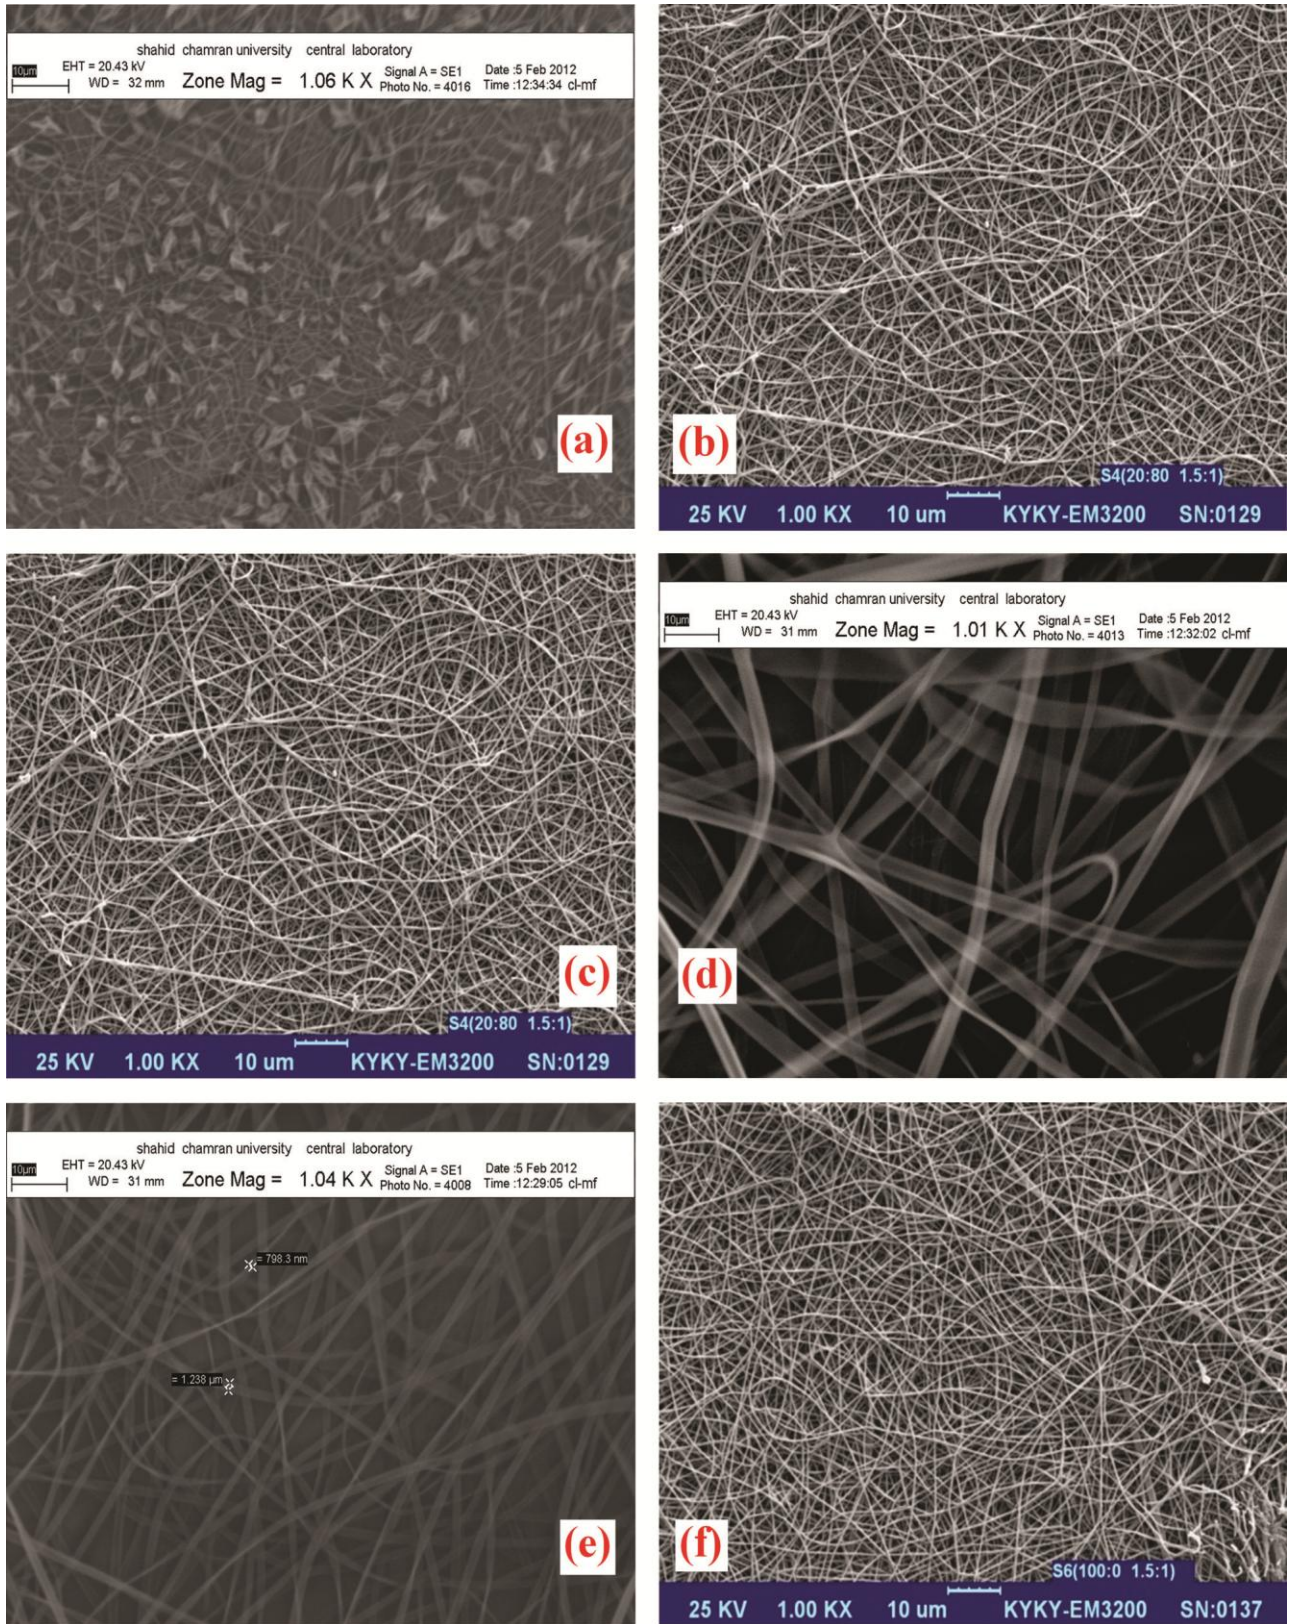 shahid chamran university central laboratory
10µm EHT = 20.43 kV Signal A = SE1 Date :5 Feb 2012
WD = 32 mm Zone Mag = 1.06 K X Photo No. = 4016 Time :12:34:34 cl-mf
(a)
(b)
S4(20:80 1.5:1)
25 KV 1.00 KX 10 um KYKY-EM3200 SN:0129
(c)
S4(20:80 1.5:1)
25 KV 1.00 KX 10 um KYKY-EM3200 SN:0129
shahid chamran university central laboratory
10µm EHT = 20.43 kV Signal A = SE1 Date :5 Feb 2012
WD = 31 mm Zone Mag = 1.01 K X Photo No. = 4013 Time :12:32:02 cl-mf
(d)
shahid chamran university central laboratory
10µm EHT = 20.43 kV Signal A = SE1 Date :5 Feb 2012
WD = 31 mm Zone Mag = 1.04 K X Photo No. = 4008 Time :12:29:05 cl-mf
= 798.3 nm
= 1.238 µm
(e)
(f)
S6(100:0 1.5:1)
25 KV 1.00 KX 10 um KYKY-EM3200 SN:0137